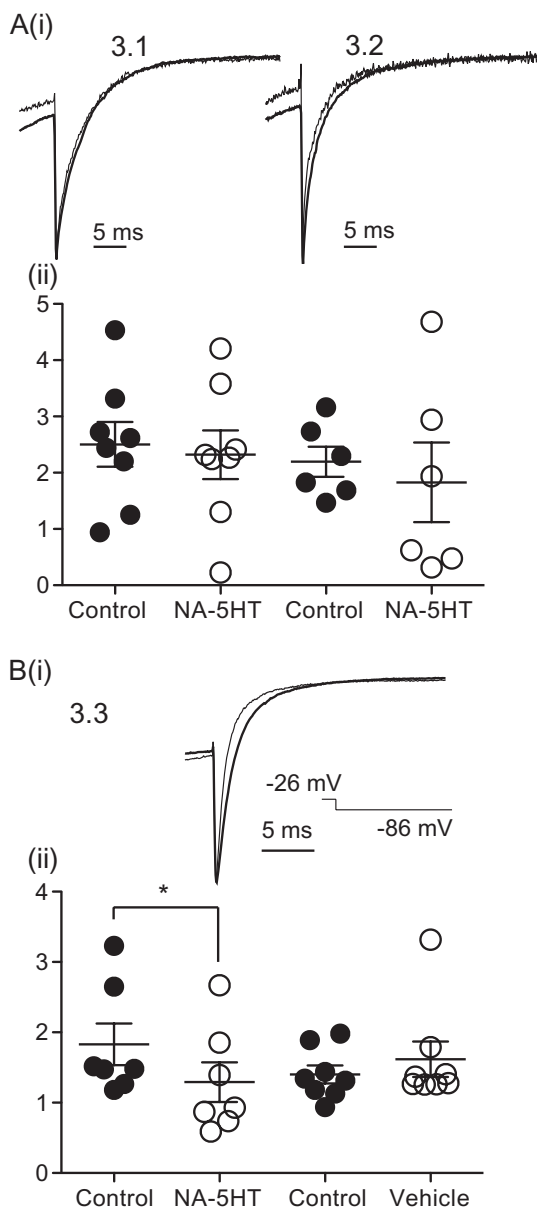 A(i)
3.1 3.2
5 ms 5 ms
(ii)
5
4
3
2
1
0
Control NA-5HT Control NA-5HT
B(i)
3.3
-26 mV
5 ms -86 mV
(ii)
4
*
3
2
1
0
Control NA-5HT Control Vehicle